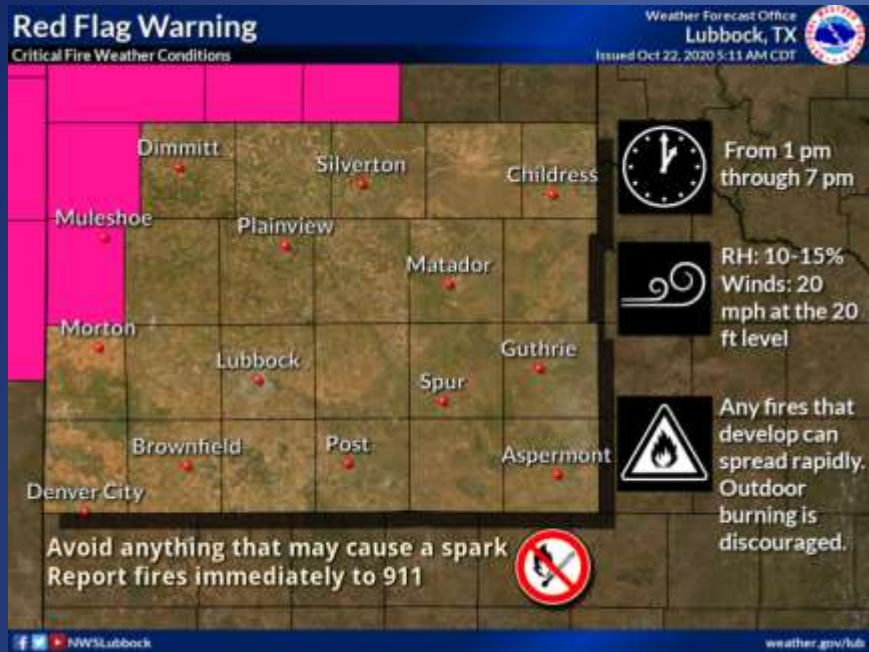 Red Flag Warning
Critical Fire Weather Conditions
Weather Forecast Office
Lubbock, TX
Issued Oct 22, 2020 5:11 AM CDT
Dimmitt
Silverton
Childress
Muleshoe
Plainview
Matador
Morton
Lubbock
Guthrie
Spur
Brownfield
Post
Aspermont
Denver City
From 1 pm
through 7 pm
RH: 10-15%
Winds: 20
mph at the 20
ft level
Any fires that
develop can
spread rapidly.
Outdoor
burning is
discouraged.
Avoid anything that may cause a spark
Report fires immediately to 911
NWSLubbock
weather.gov/lub